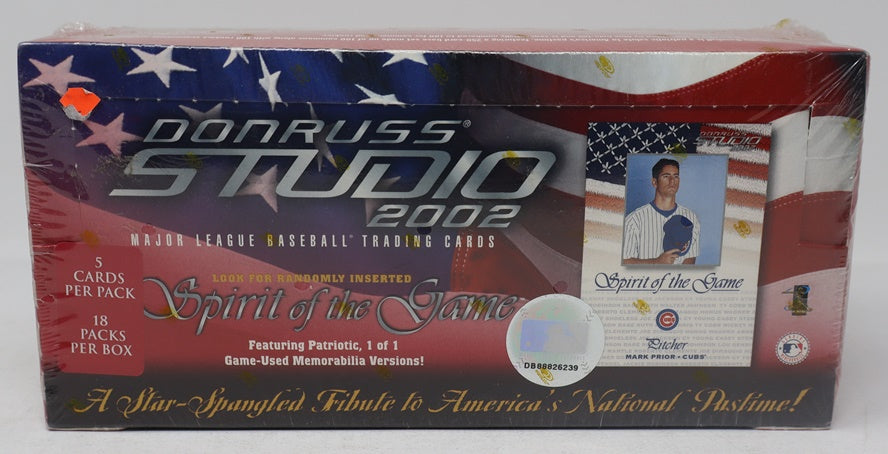 DONRUSS®
STUDIO
2002
MAJOR LEAGUE BASEBALL® TRADING CARDS
LOOK FOR RANDOMLY INSERTED
Spirit of the Game
Featuring Patriotic, 1 of 1
Game-Used Memorabilia Versions!
5
CARDS
PER PACK
18
PACKS
PER BOX
DB88826239
DONRUSS
STUDIO
Spirit of the Game
Pitcher
MARK PRIOR - CUBS
A Star-Spangled Tribute to America's National Pastime!